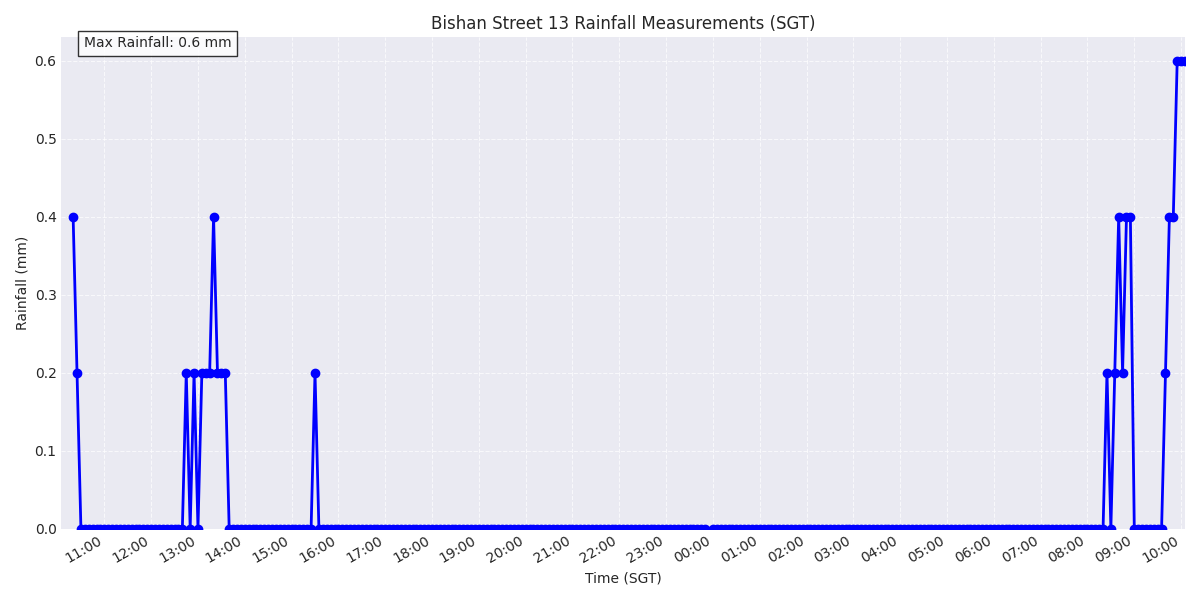 Bishan Street 13 Rainfall Measurements (SGT)
Max Rainfall: 0.6 mm
Rainfall (mm)
0.6
0.5
0.4
0.3
0.2
0.1
0.0
11:00 12:00 13:00 14:00 15:00 16:00 17:00 18:00 19:00 20:00 21:00 22:00 23:00 00:00 01:00 02:00 03:00 04:00 05:00 06:00 07:00 08:00 09:00 10:00
Time (SGT)